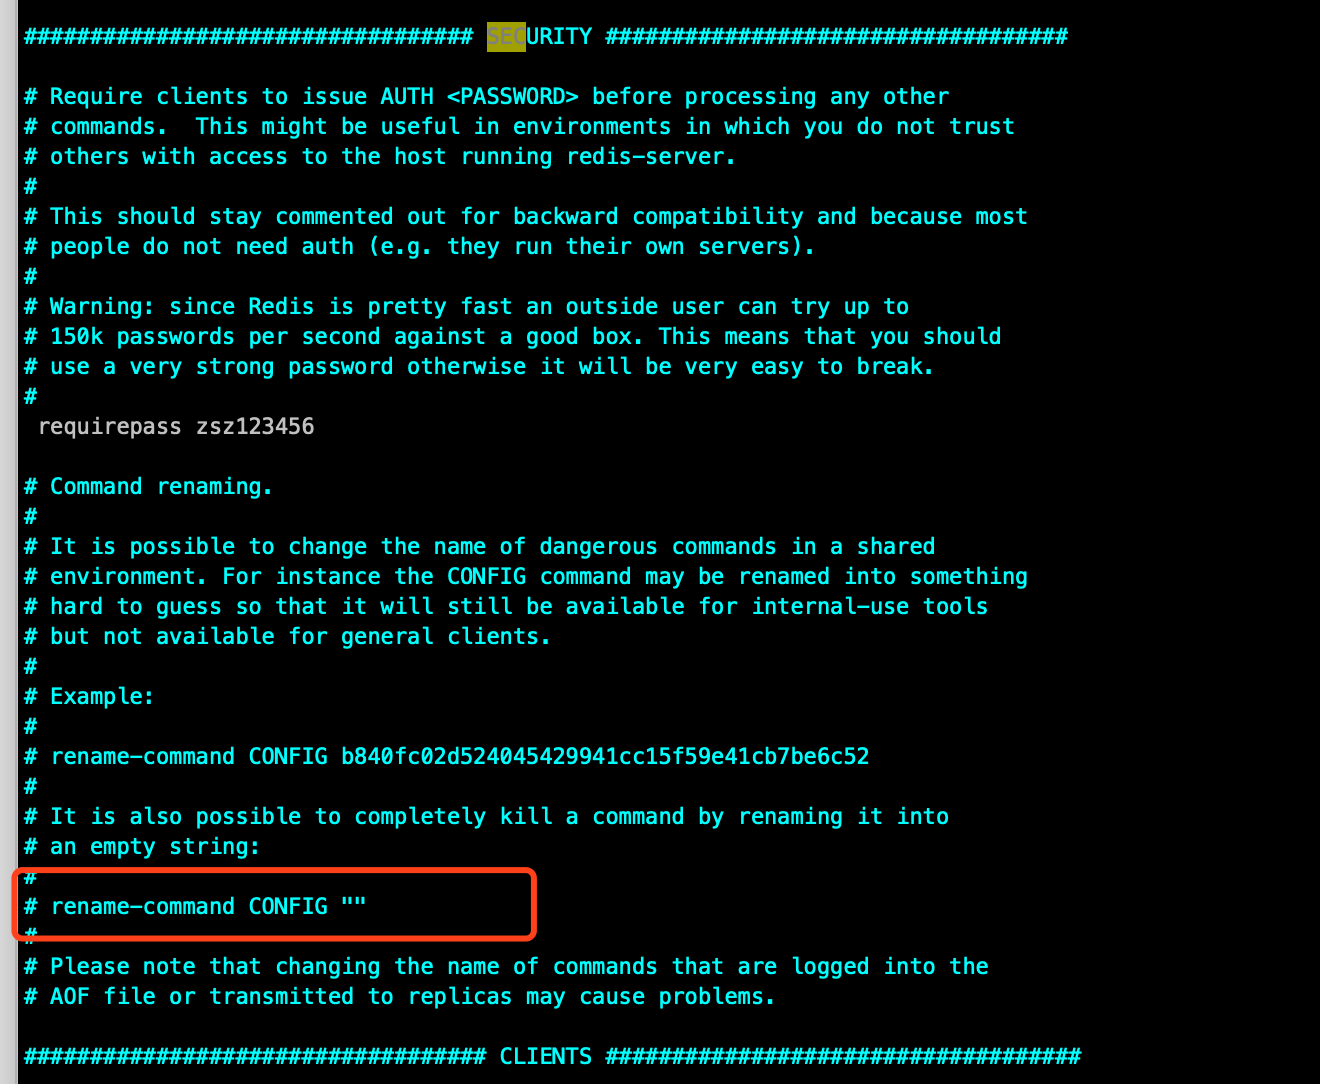 ################################## SECURITY ###################################
# Require clients to issue AUTH <PASSWORD> before processing any other
# commands.  This might be useful in environments in which you do not trust
# others with access to the host running redis-server.
#
# This should stay commented out for backward compatibility and because most
# people do not need auth (e.g. they run their own servers).
#
# Warning: since Redis is pretty fast an outside user can try up to
# 150k passwords per second against a good box. This means that you should
# use a very strong password otherwise it will be very easy to break.
#
 requirepass zsz123456
# Command renaming.
#
# It is possible to change the name of dangerous commands in a shared
# environment. For instance the CONFIG command may be renamed into something
# hard to guess so that it will still be available for internal-use tools
# but not available for general clients.
#
# Example:
#
# rename-command CONFIG b840fc02d524045429941cc15f59e41cb7be6c52
#
# It is also possible to completely kill a command by renaming it into
# an empty string:
#
# rename-command CONFIG ""
#
# Please note that changing the name of commands that are logged into the
# AOF file or transmitted to replicas may cause problems.
################################### CLIENTS ####################################